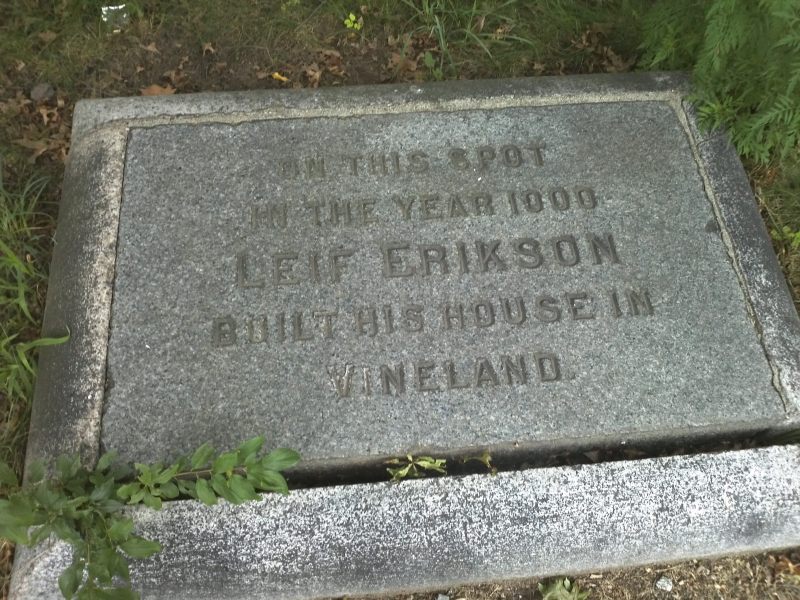 ON THIS SPOT
IN THE YEAR 1000
LEIF ERIKSON
BUILT HIS HOUSE IN
VINELAND.